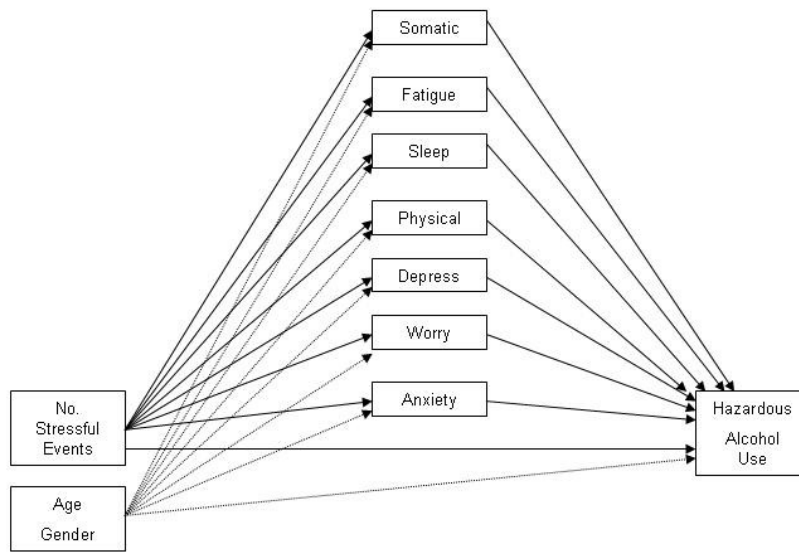 Somatic
Fatigue
Sleep
Physical
Depress
Worry
Anxiety
No.
Stressful
Events
Hazardous
Alcohol
Use
Age
Gender